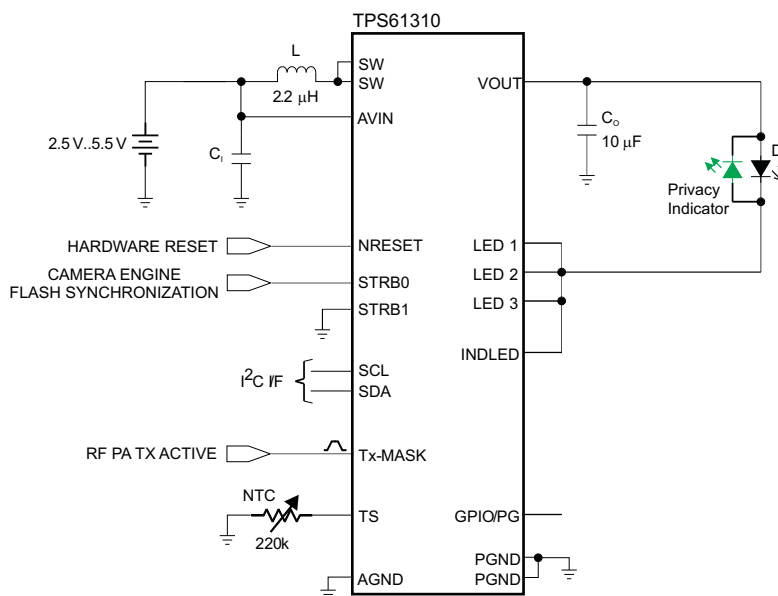 TPS61310
L
SW
SW
2.2 μH
AVIN
2.5 V..5.5 V
C_I
VOUT
C_O
10 μF
D
Privacy
Indicator
HARDWARE RESET
NRESET
CAMERA ENGINE
FLASH SYNCHRONIZATION
STRB0
STRB1
LED 1
LED 2
LED 3
INDLED
I²C I/F
SCL
SDA
RF PA TX ACTIVE
Tx-MASK
NTC
220k
TS
GPIO/PG
AGND
PGND
PGND